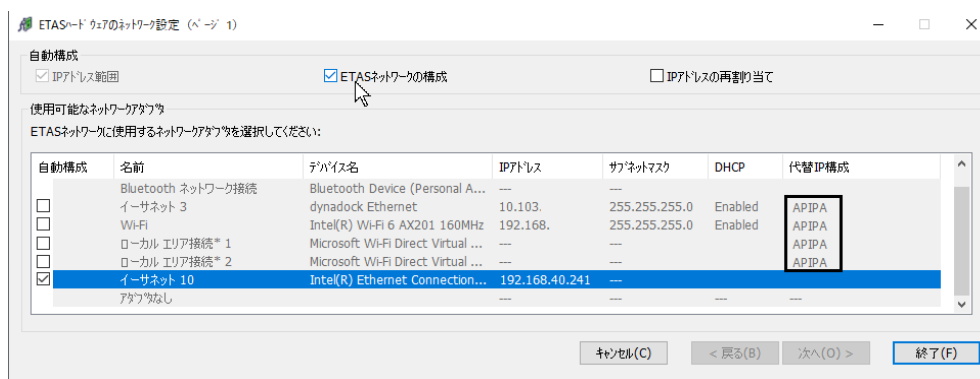 ETASハードウェアのネットワーク設定 (ページ 1)
自動構成
IPアドレス範囲 ETASネットワークの構成 IPアドレスの再割り当て
使用可能なネットワークアダプタ
ETASネットワークに使用するネットワークアダプタを選択してください:
自動構成 名前 デバイス名 IPアドレス サブネットマスク DHCP 代替IP構成
Bluetooth ネットワーク接続 Bluetooth Device (Personal A... --- ---
イーサネット 3 dynadock Ethernet 10.103. 255.255.255.0 Enabled APIPA
Wi-Fi Intel(R) Wi-Fi 6 AX201 160MHz 192.168. 255.255.255.0 Enabled APIPA
ローカル エリア接続* 1 Microsoft Wi-Fi Direct Virtual ... --- --- APIPA
ローカル エリア接続* 2 Microsoft Wi-Fi Direct Virtual ... --- --- APIPA
イーサネット 10 Intel(R) Ethernet Connection... 192.168.40.241 ---
アダプタなし --- --- --- ---
キャンセル(C) < 戻る(B) 次へ(O) > 終了(F)